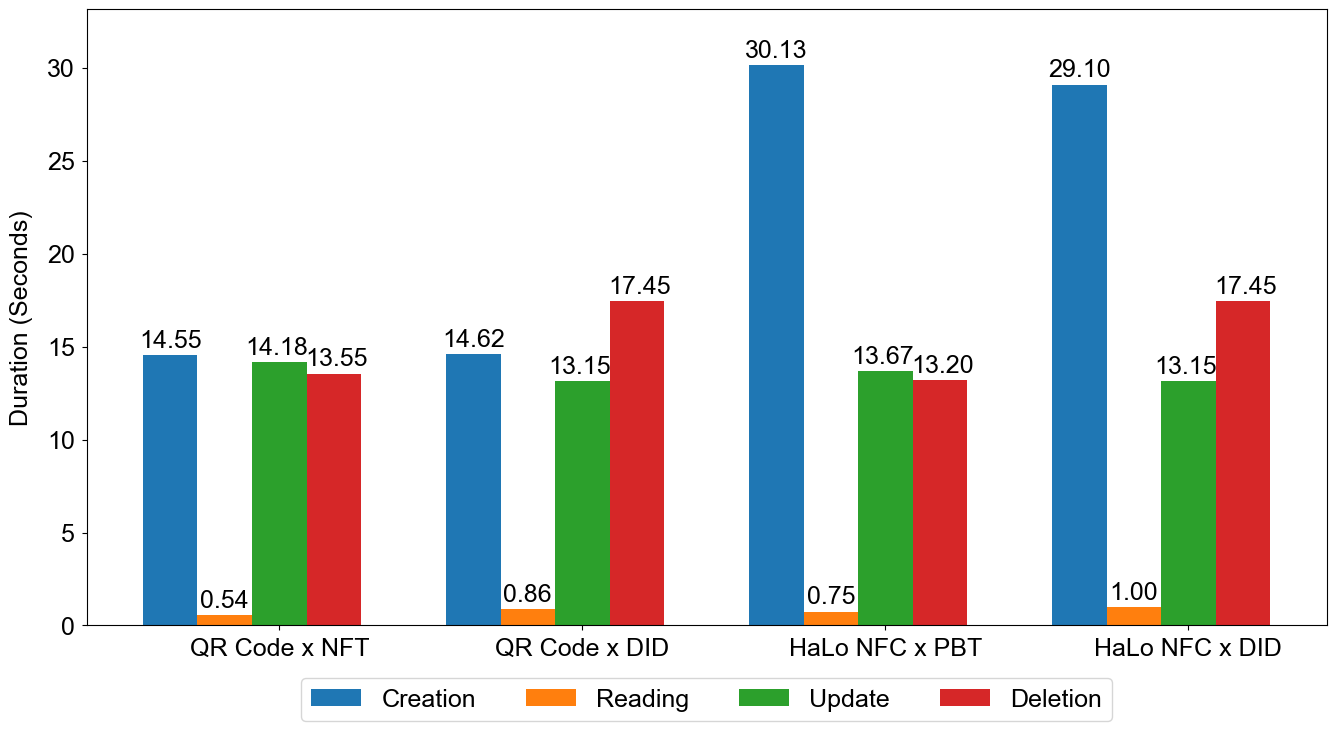 Duration (Seconds)
30
25
20
15
10
5
0
14.55
0.54
14.18
13.55
14.62
0.86
13.15
17.45
30.13
0.75
13.67
13.20
29.10
1.00
13.15
17.45
QR Code x NFT
QR Code x DID
HaLo NFC x PBT
HaLo NFC x DID
Creation
Reading
Update
Deletion